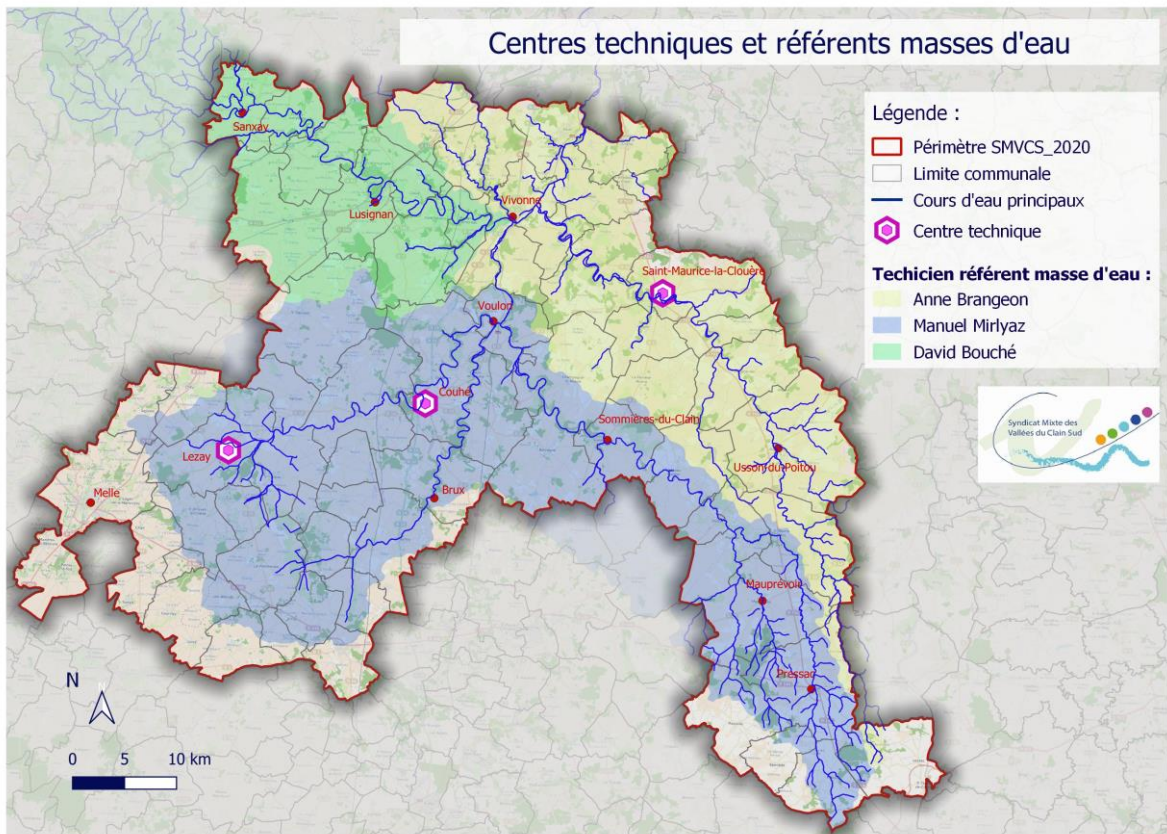 Centres techniques et référents masses d'eau
Légende :
Périmètre SMVCS_2020
Limite communale
Cours d'eau principaux
Centre technique
Techicien référent masse d'eau :
Anne Brangeon
Manuel Mirlyaz
David Bouché
Syndicat Mixte des
Vallées du Clain Sud
Sanxay
Lusignan
Vivonne
Saint-Maurice-la-Clouère
Voulon
Couhé
Sommières-du-Clain
Lezay
Usson-du-Poitou
Melle
Brux
Mauprévoir
Pressac
N
0 5 10 km